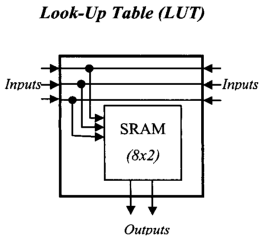 Look-Up Table (LUT)
Inputs
Inputs
SRAM
(8x2)
Outputs